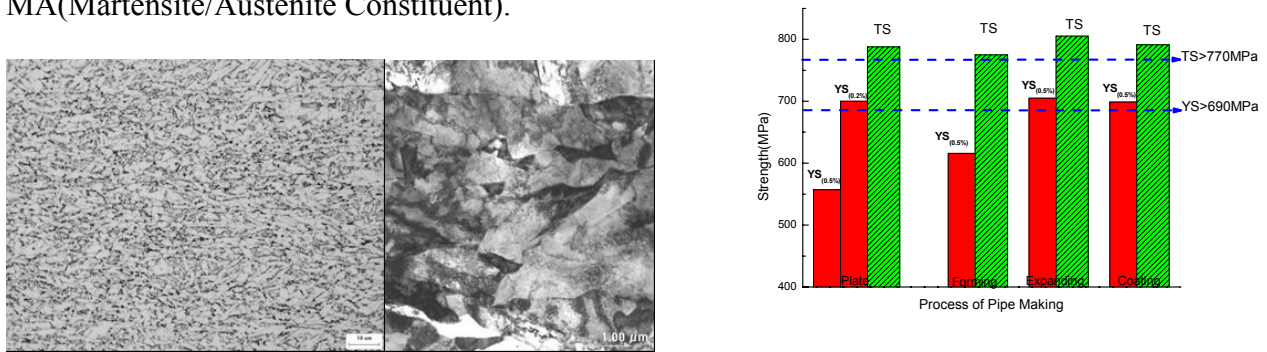 MA(Martensite/Austenite Constituent).
10 um
1.00 μm
Strength(MPa)
800
700
600
500
400
YS(0.5%)
YS(0.2%)
TS
YS(0.5%)
TS
YS(0.5%)
TS
YS(0.5%)
TS
TS>770MPa
YS>690MPa
Plate
Forming
Expanding
Coating
Process of Pipe Making